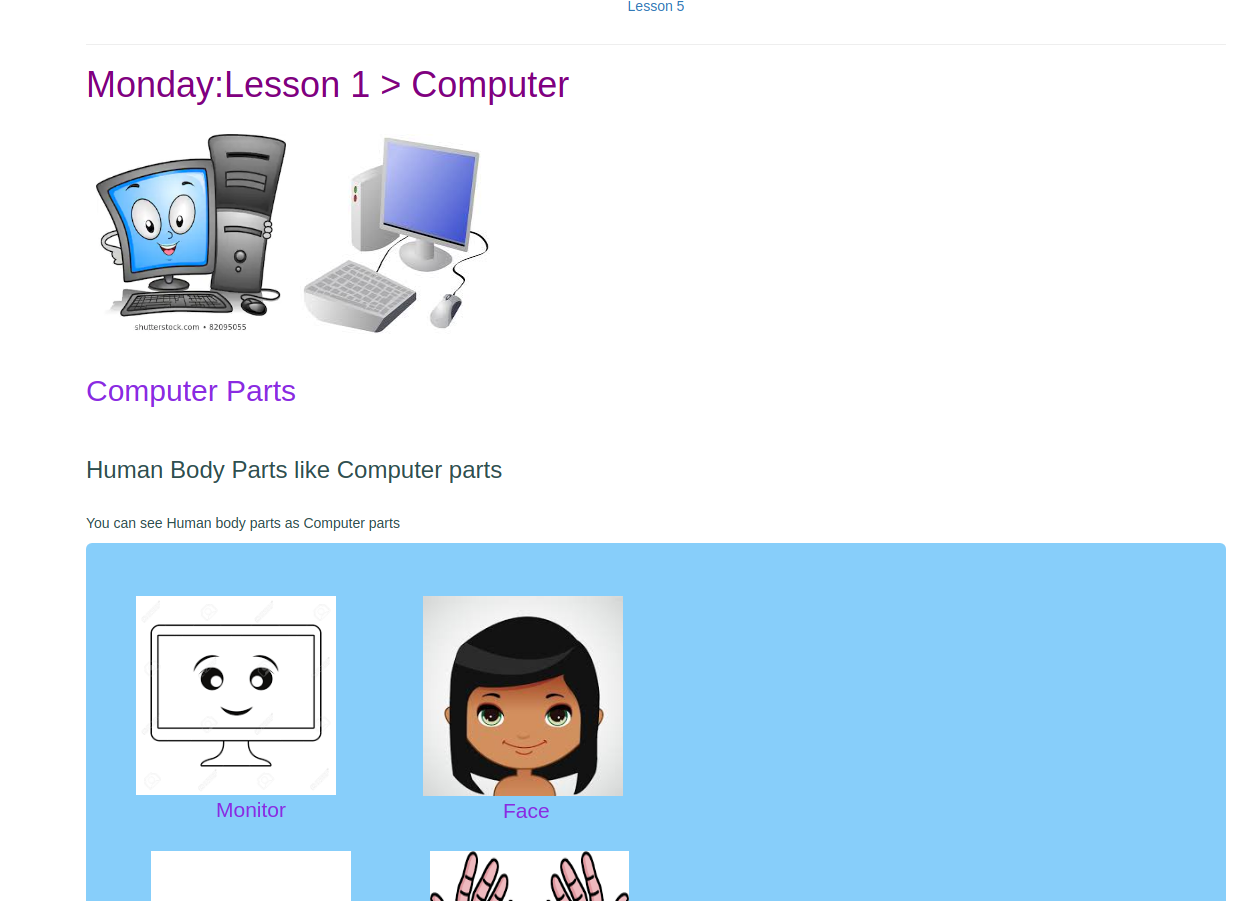 Lesson 5
Monday:Lesson 1 > Computer
shutterstock.com • 82095055
Computer Parts
Human Body Parts like Computer parts
You can see Human body parts as Computer parts
Monitor
Face